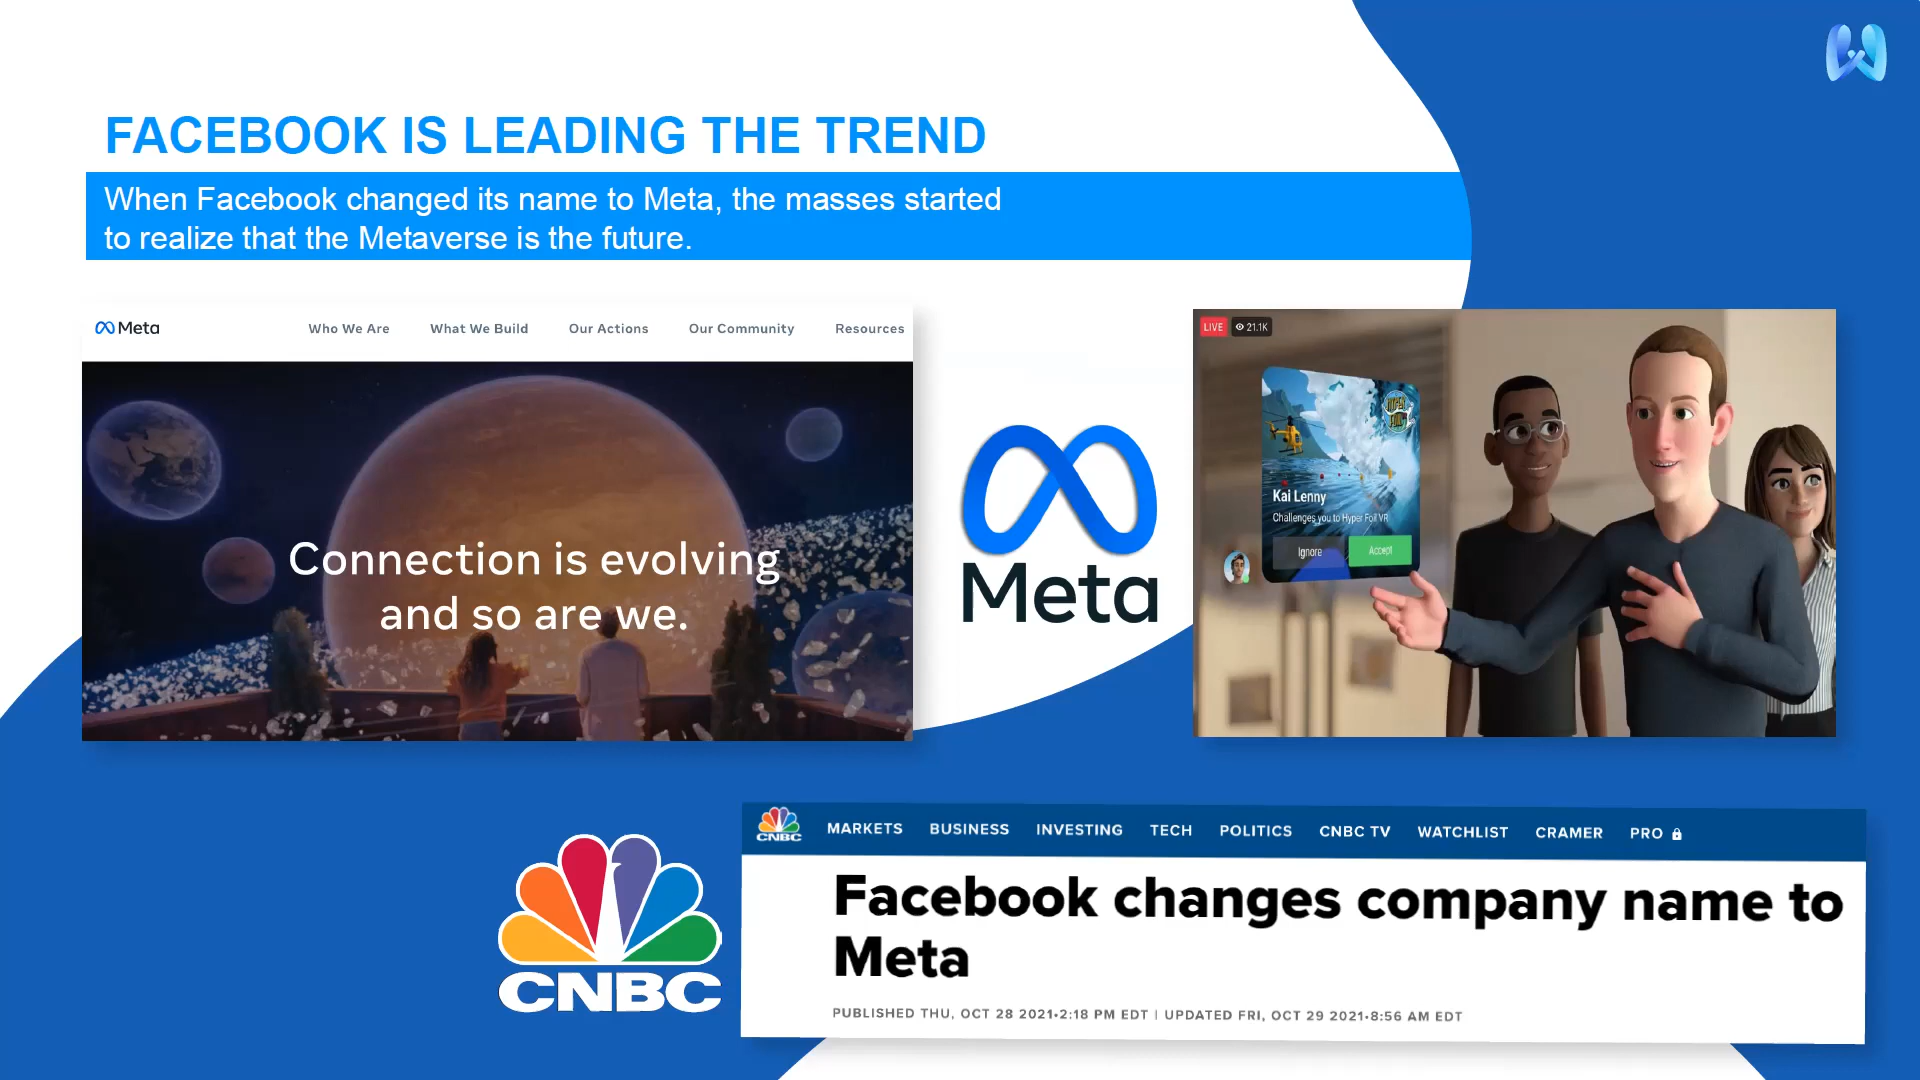 FACEBOOK IS LEADING THE TREND
When Facebook changed its name to Meta, the masses started
to realize that the Metaverse is the future.
Meta
Who We Are What We Build Our Actions Our Community Resources
Connection is evolving
and so are we.
Meta
LIVE 21.1K
Kai Lenny
Challenges you to Hyper Foil VR
Ignore Accept
CNBC
CNBC MARKETS BUSINESS INVESTING TECH POLITICS CNBC TV WATCHLIST CRAMER PRO
Facebook changes company name to
Meta
PUBLISHED THU, OCT 28 2021•2:18 PM EDT | UPDATED FRI, OCT 29 2021•8:56 AM EDT